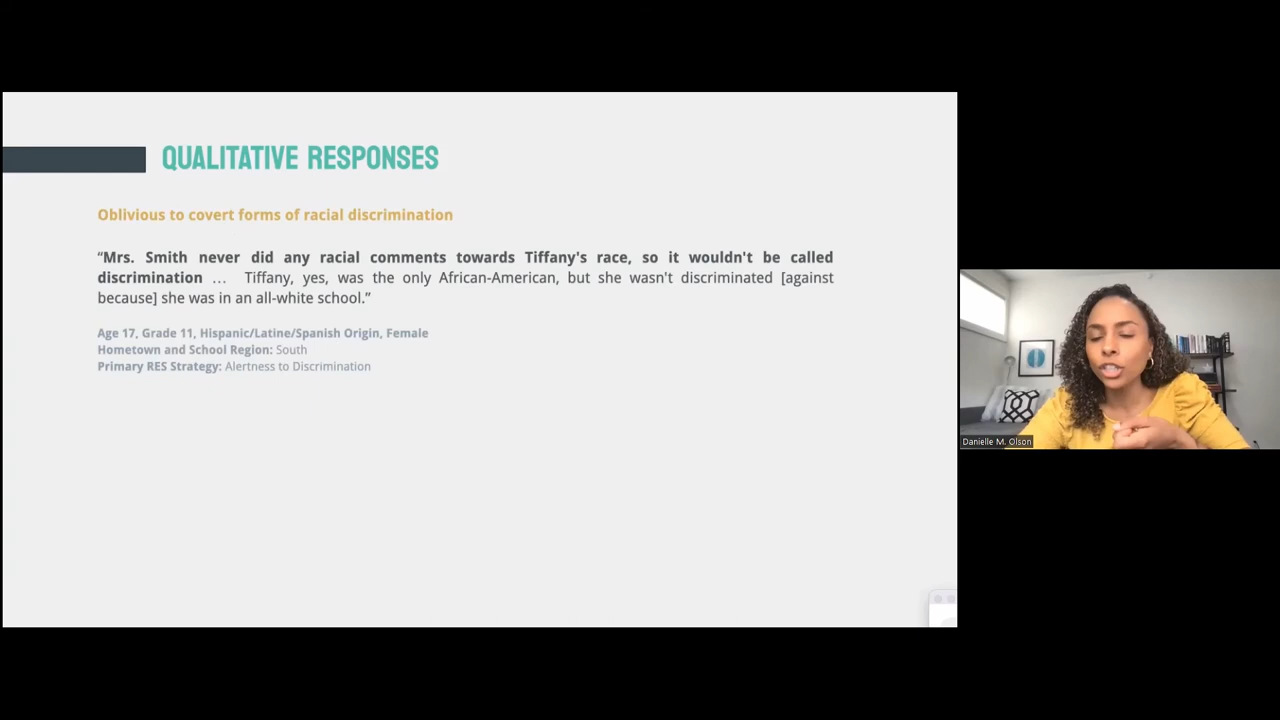 QUALITATIVE RESPONSES
Oblivious to covert forms of racial discrimination
“Mrs. Smith never did any racial comments towards Tiffany's race, so it wouldn't be called
discrimination … Tiffany, yes, was the only African-American, but she wasn't discriminated [against
because] she was in an all-white school.”
Age 17, Grade 11, Hispanic/Latine/Spanish Origin, Female
Hometown and School Region: South
Primary RES Strategy: Alertness to Discrimination
Danielle M. Olson